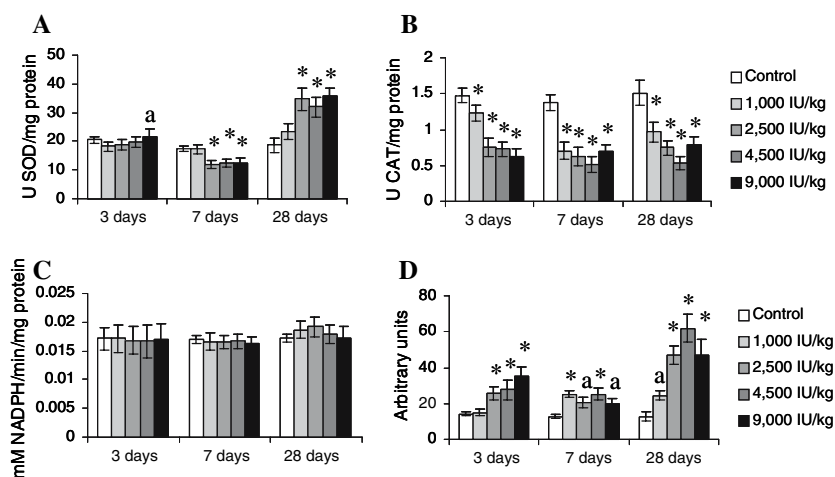 A
U SOD/mg protein
50
40
30
20
10
0
a
* * *
* * *
3 days 7 days 28 days
B
U CAT/mg protein
2
1.5
1
0.5
0
* * * *
* * * *
* * * *
3 days 7 days 28 days
Control
1,000 IU/kg
2,500 IU/kg
4,500 IU/kg
9,000 IU/kg
C
mM NADPH/min/mg protein
0.025
0.02
0.015
0.01
0.005
0
3 days 7 days 28 days
D
Arbitrary units
80
60
40
20
0
* * *
* a * a
a * * *
3 days 7 days 28 days
Control
1,000 IU/kg
2,500 IU/kg
4,500 IU/kg
9,000 IU/kg